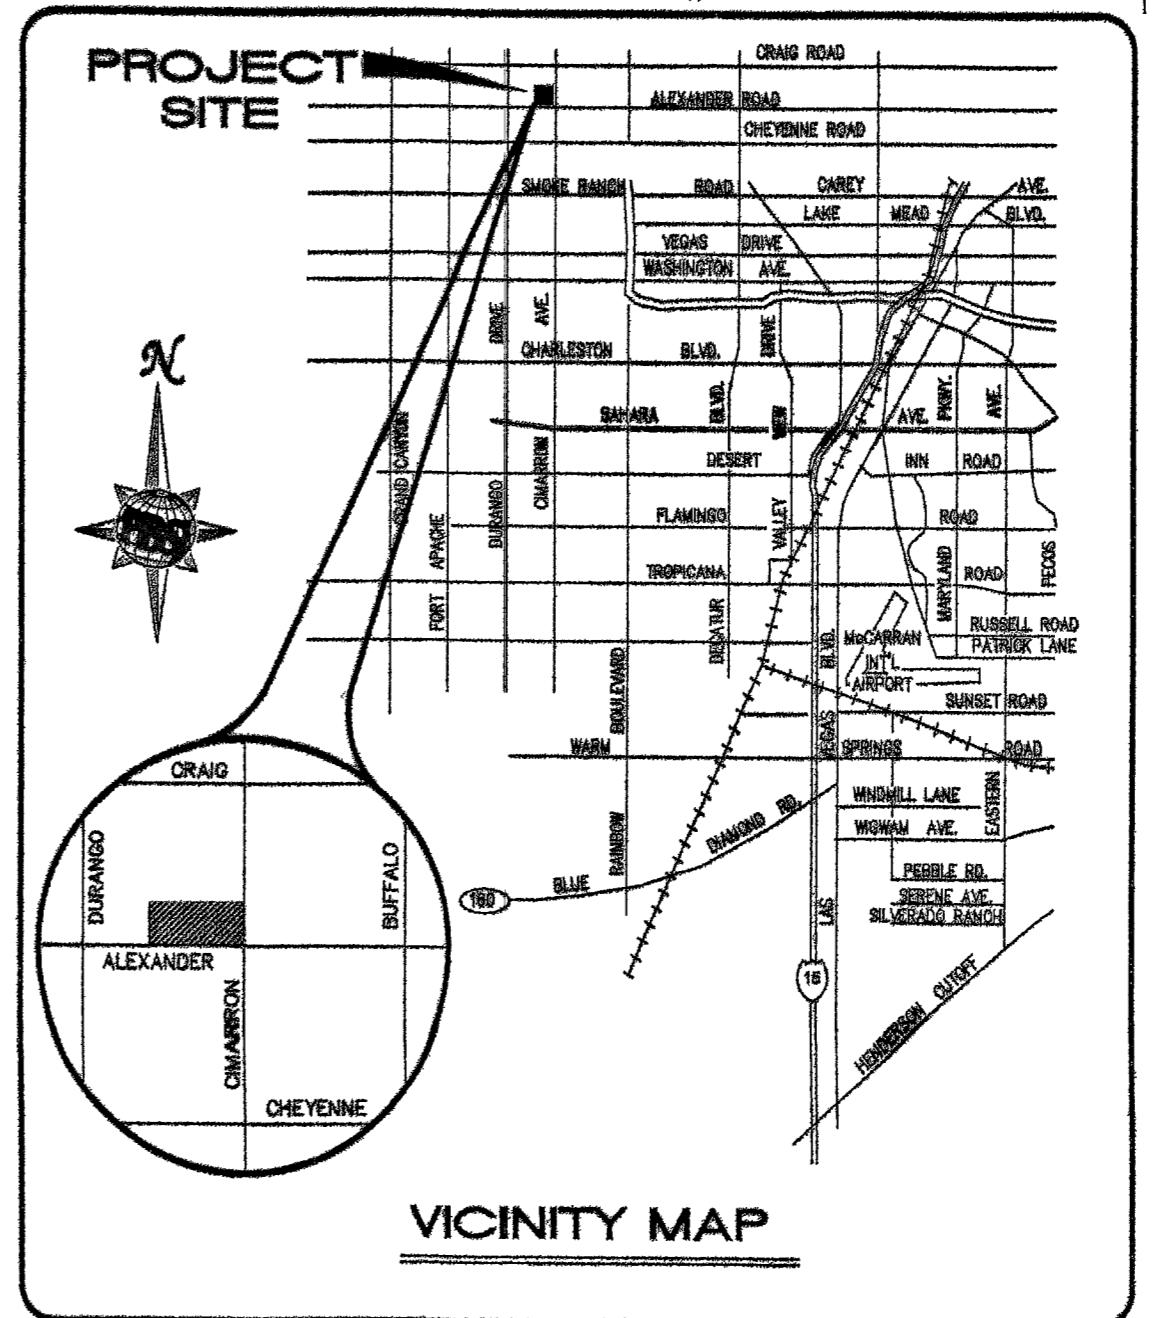 PROJECT
SITE
CRAIG ROAD
ALEXANDER ROAD
CHEYENNE ROAD
SMOKE RANCH ROAD CAREY AVE.
LAKE MEAD BLVD.
VEGAS DRIVE
WASHINGTON AVE.
CHARLESTON BLVD.
SAHARA AVE.
DESERT INN ROAD
FLAMINGO ROAD
TROPICANA ROAD
RUSSELL ROAD
PATRICK LANE
McCARRAN
INT'L
AIRPORT
SUNSET ROAD
WARM SPRINGS ROAD
WINDMILL LANE
WIGWAM AVE.
PEBBLE RD.
SERENE AVE.
SILVERADO RANCH
BLUE DIAMOND RD.
HENDERSON CUTOFF
160
15
GRAND CANYON
FORT APACHE
DURANGO DRIVE
CIMARRON AVE.
RAINBOW BOULEVARD
DECATUR BLVD.
VALLEY VIEW DRIVE
LAS VEGAS BLVD.
MARYLAND PKWY.
EASTERN AVE.
PECOS
N
CRAIG
DURANGO
BUFFALO
ALEXANDER
CIMARRON
CHEYENNE
VICINITY MAP